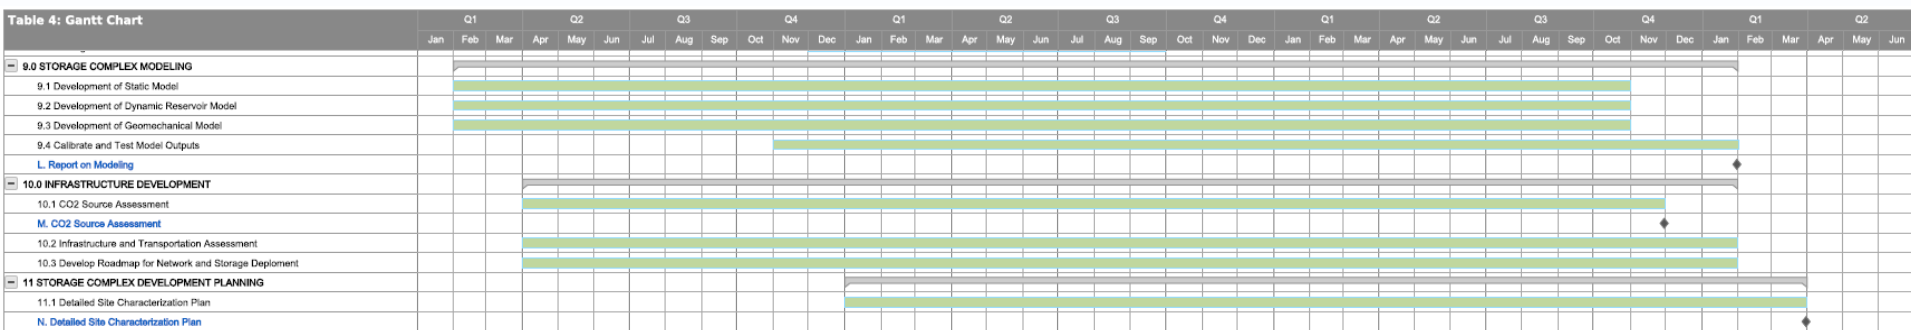 Table 4: Gantt Chart
Q1 Q2 Q3 Q4 Q1 Q2 Q3 Q4 Q1 Q2 Q3 Q4 Q1 Q2
Jan Feb Mar Apr May Jun Jul Aug Sep Oct Nov Dec Jan Feb Mar Apr May Jun Jul Aug Sep Oct Nov Dec Jan Feb Mar Apr May Jun Jul Aug Sep Oct Nov Dec Jan Feb Mar Apr May Jun
9.0 STORAGE COMPLEX MODELING
9.1 Development of Static Model
9.2 Development of Dynamic Reservoir Model
9.3 Development of Geomechanical Model
9.4 Calibrate and Test Model Outputs
L. Report on Modeling
10.0 INFRASTRUCTURE DEVELOPMENT
10.1 CO2 Source Assessment
M. CO2 Source Assessment
10.2 Infrastructure and Transportation Assessment
10.3 Develop Roadmap for Network and Storage Deploment
11 STORAGE COMPLEX DEVELOPMENT PLANNING
11.1 Detailed Site Characterization Plan
N. Detailed Site Characterization Plan